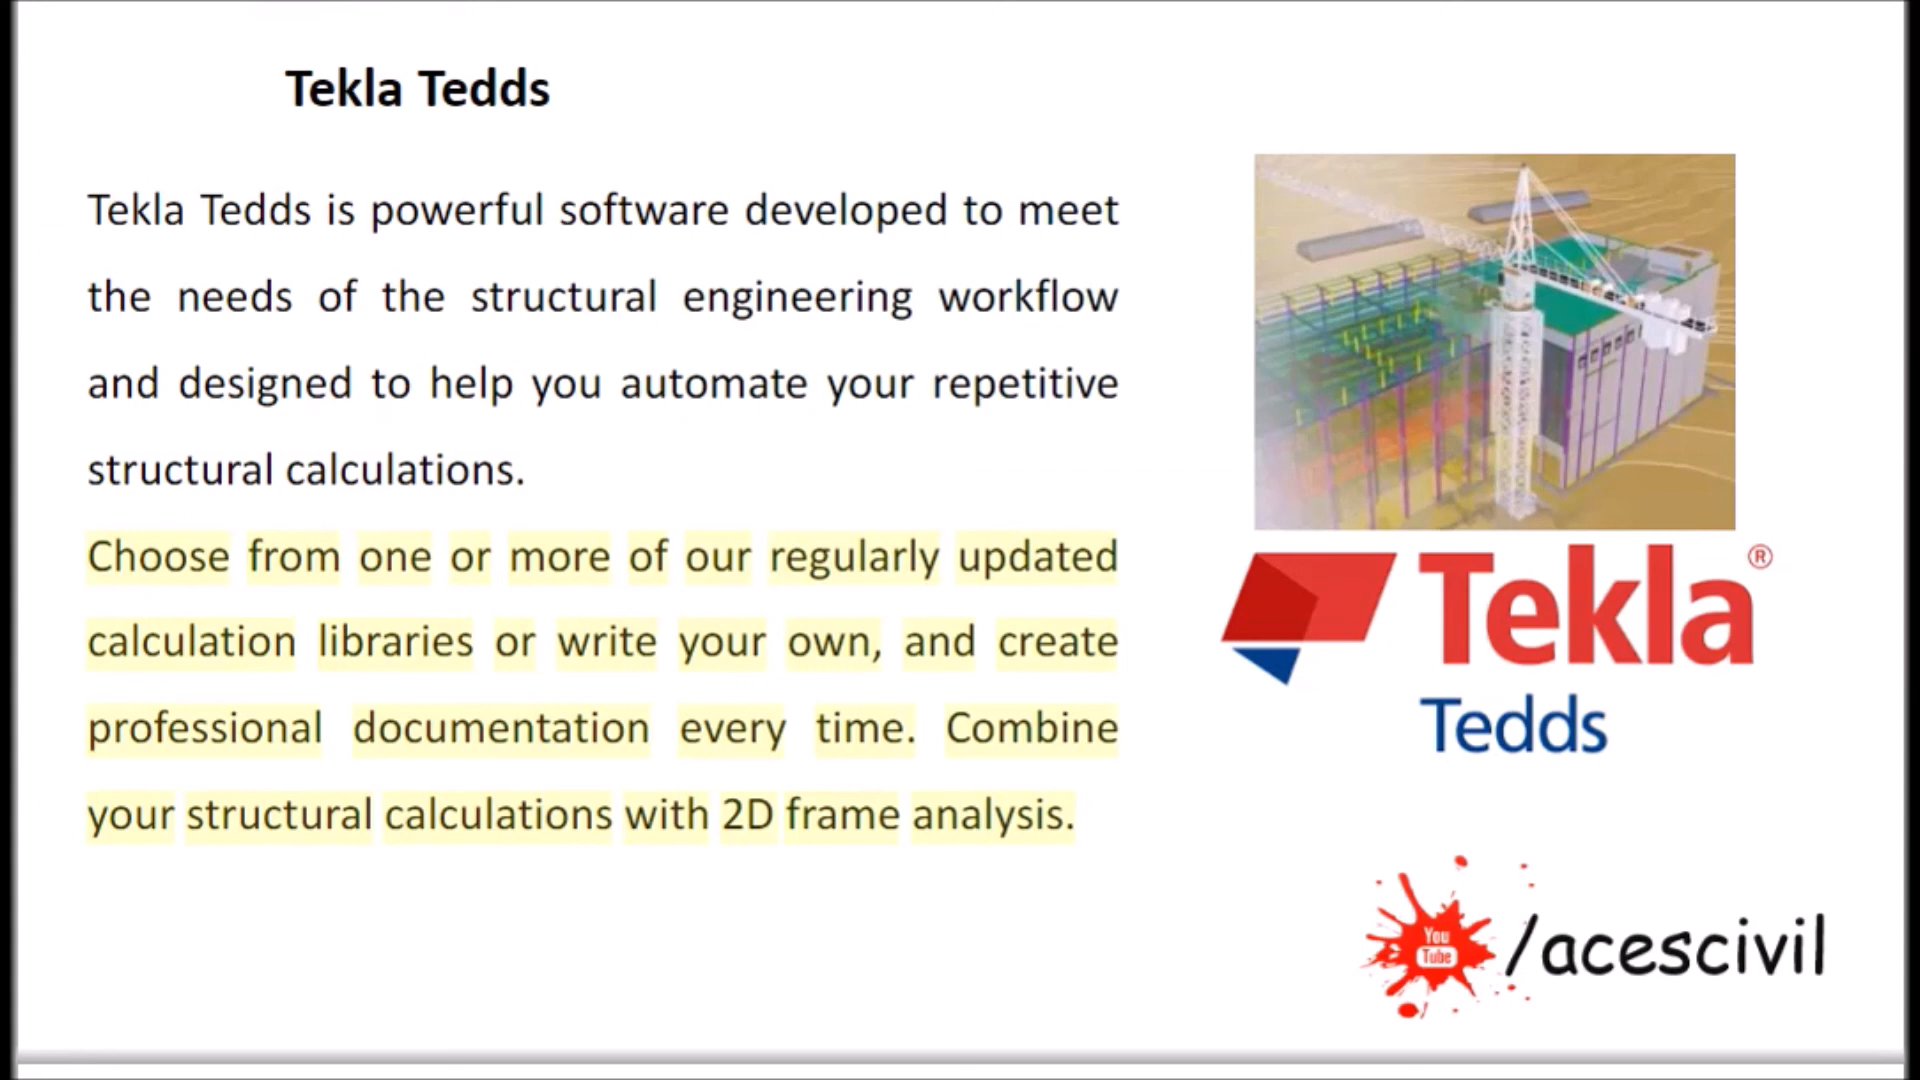 Tekla Tedds
Tekla Tedds is powerful software developed to meet
the needs of the structural engineering workflow
and designed to help you automate your repetitive
structural calculations.
Choose from one or more of our regularly updated
calculation libraries or write your own, and create
professional documentation every time. Combine
your structural calculations with 2D frame analysis.
Tekla®
Tedds
You
Tube
/acescivil